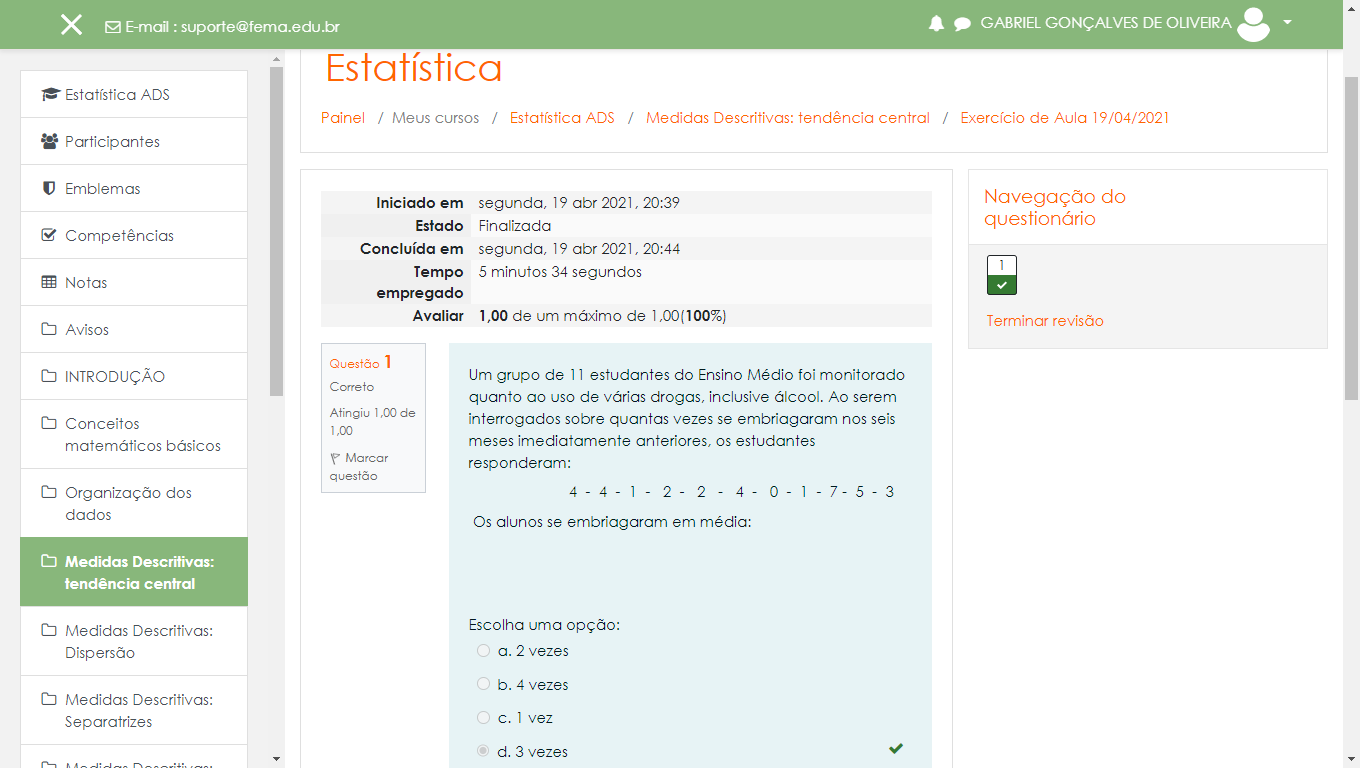 E-mail : suporte@fema.edu.br
GABRIEL GONÇALVES DE OLIVEIRA
Estatística ADS
Participantes
Emblemas
Competências
Notas
Avisos
INTRODUÇÃO
Conceitos
matemáticos básicos
Organização dos
dados
Medidas Descritivas:
tendência central
Medidas Descritivas:
Dispersão
Medidas Descritivas:
Separatrizes
Medidas Descritivas:
Estatística
Painel / Meus cursos / Estatística ADS / Medidas Descritivas: tendência central / Exercício de Aula 19/04/2021
Iniciado em segunda, 19 abr 2021, 20:39
Estado Finalizada
Concluída em segunda, 19 abr 2021, 20:44
Tempo 5 minutos 34 segundos
empregado
Avaliar 1,00 de um máximo de 1,00(100%)
Questão 1
Correto
Atingiu 1,00 de
1,00
Marcar
questão
Um grupo de 11 estudantes do Ensino Médio foi monitorado
quanto ao uso de várias drogas, inclusive álcool. Ao serem
interrogados sobre quantas vezes se embriagaram nos seis
meses imediatamente anteriores, os estudantes
responderam:
4 - 4 - 1 - 2 - 2 - 4 - 0 - 1 - 7 - 5 - 3
Os alunos se embriagaram em média:
Escolha uma opção:
a. 2 vezes
b. 4 vezes
c. 1 vez
d. 3 vezes
Navegação do
questionário
1
Terminar revisão